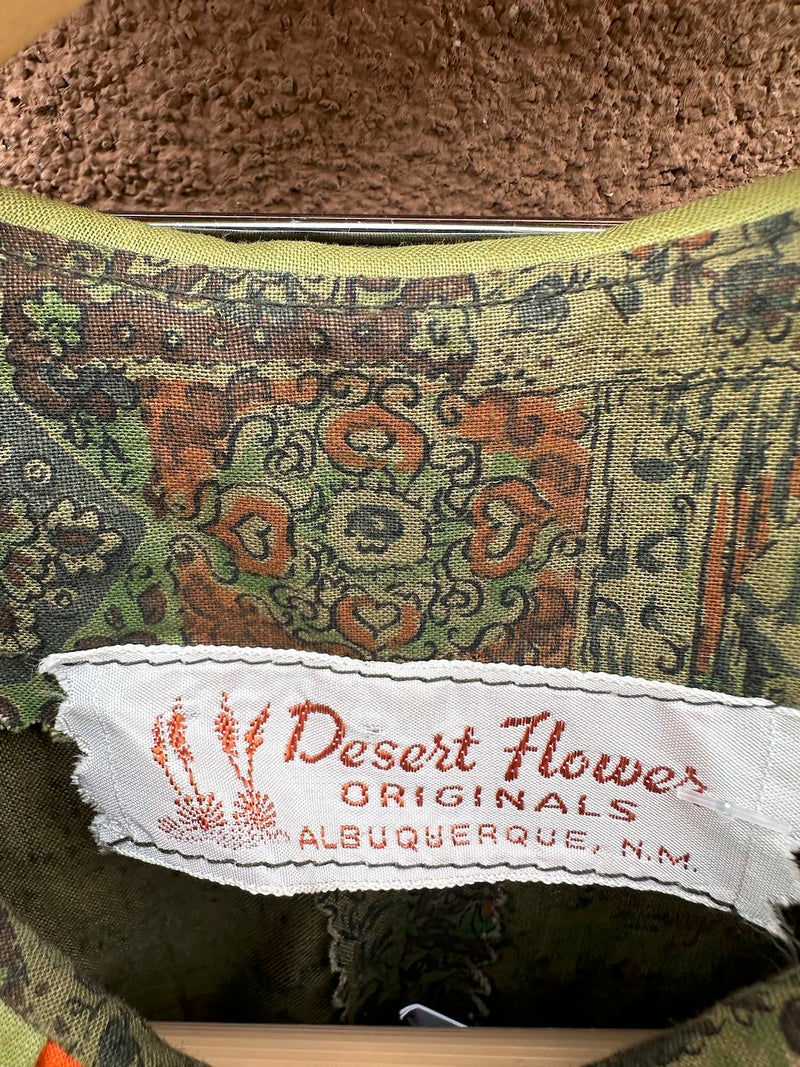 Desert Flower
ORIGINALS
ALBUQUERQUE, N.M.